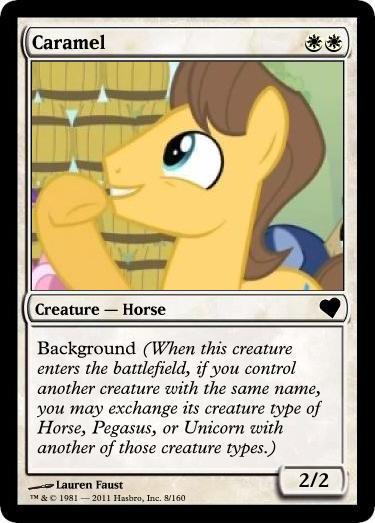 Caramel
Creature — Horse
Background (When this creature
enters the battlefield, if you control
another creature with the same name,
you may exchange its creature type of
Horse, Pegasus, or Unicorn with
another of those creature types.)
Lauren Faust
2/2
™ & © 1981 — 2011 Hasbro, Inc. 8/160